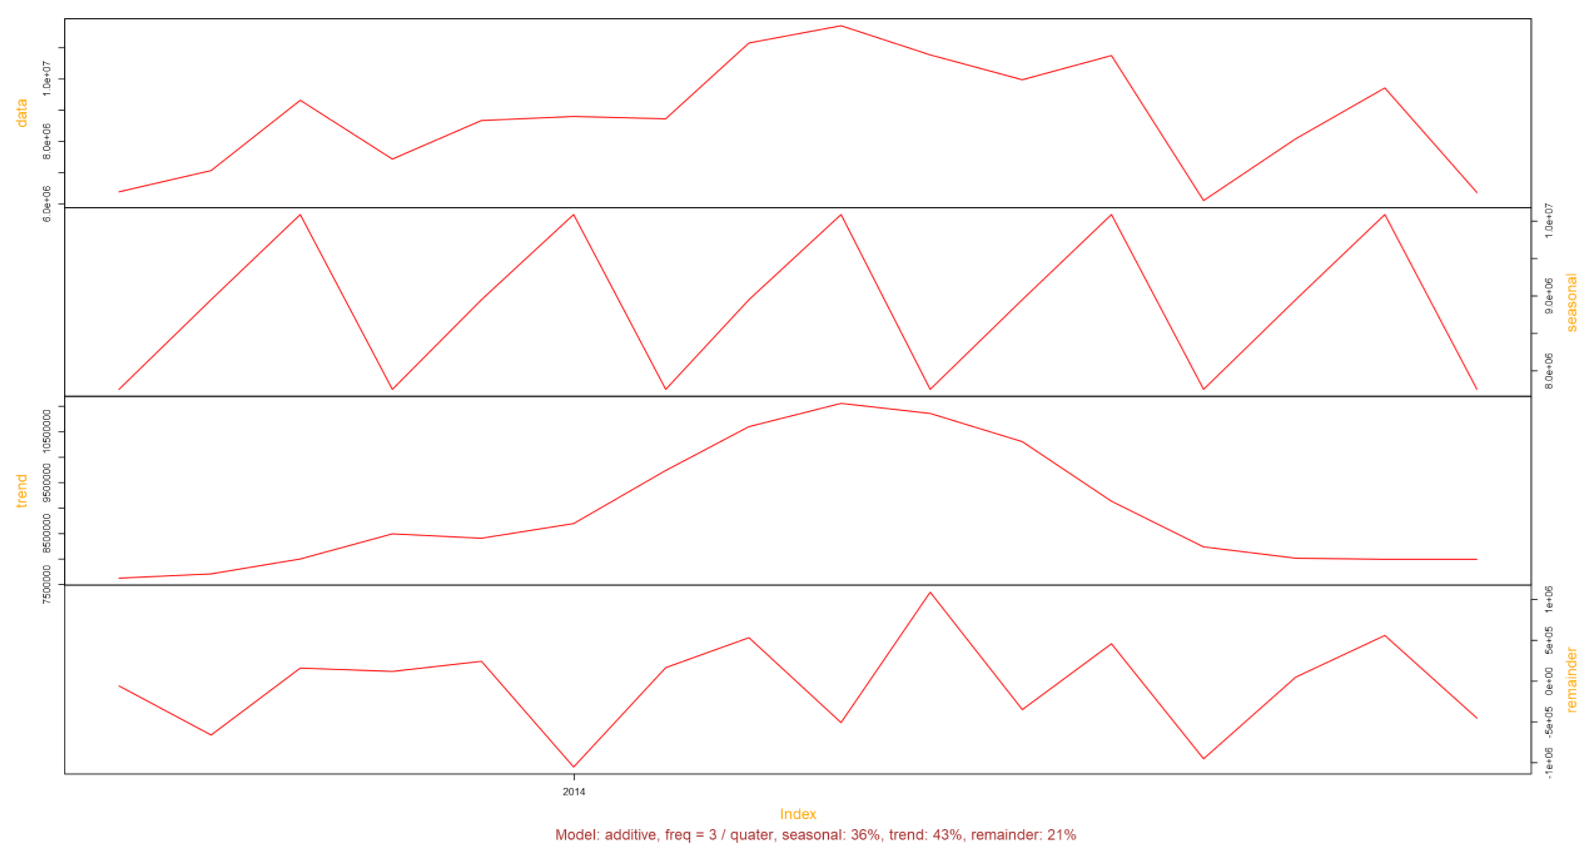 data
1.0e+07
8.0e+06
6.0e+06
seasonal
1.0e+07
9.0e+06
8.0e+06
trend
10500000
9500000
8500000
7500000
remainder
1e+06
5e+05
0e+00
-5e+05
-1e+06
2014
Index
Model: additive, freq = 3 / quater, seasonal: 36%, trend: 43%, remainder: 21%